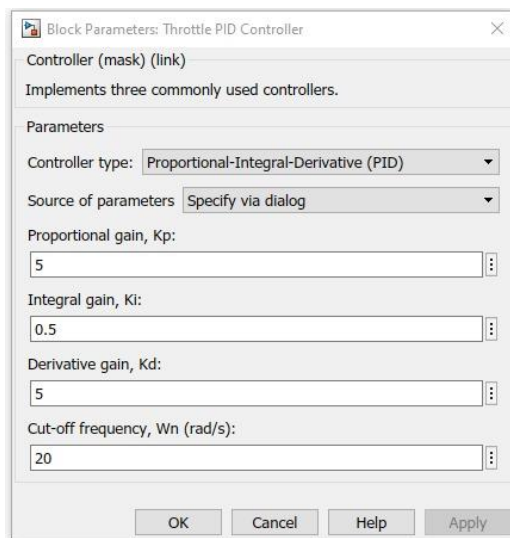 Block Parameters: Throttle PID Controller
Controller (mask) (link)
Implements three commonly used controllers.
Parameters
Controller type: Proportional-Integral-Derivative (PID)
Source of parameters Specify via dialog
Proportional gain, Kp:
5
Integral gain, Ki:
0.5
Derivative gain, Kd:
5
Cut-off frequency, Wn (rad/s):
20
OK Cancel Help Apply